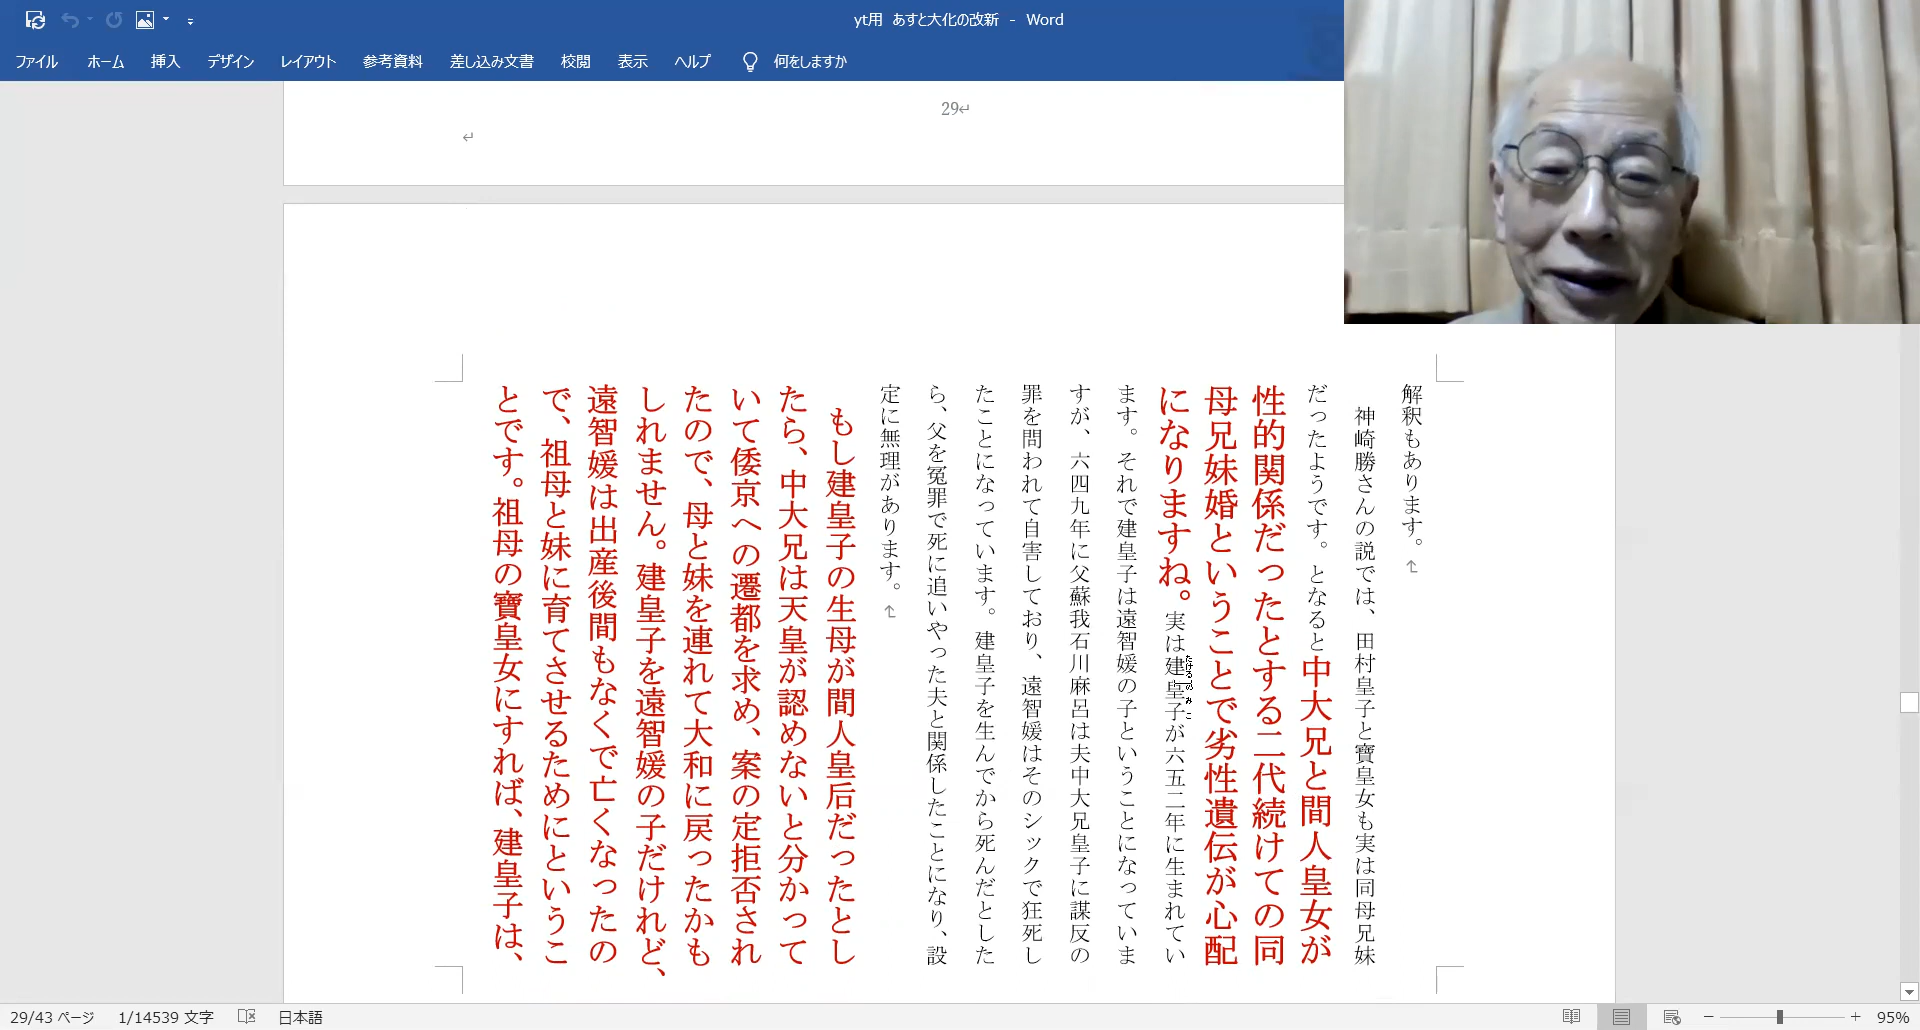 yt用 あすと大化の改新 - Word
ファイル ホーム 挿入 デザイン レイアウト 参考資料 差し込み文書 校閲 表示 ヘルプ 何をしますか
29
解釈もあります。
神崎勝さんの説では、田村皇子と寶皇女も実は同母兄妹
だったようです。となると中大兄と間人皇女が
性的関係だったとする二代続けての同
母兄妹婚ということで劣性遺伝が心配
になりますね。実は建皇子が六五二年に生まれてい
ます。それで建皇子は遠智媛の子ということになっていま
すが、六四九年に父蘇我石川麻呂は夫中大兄皇子に謀反の
罪を問われて自害しており、遠智媛はそのシックで狂死し
たことになっています。建皇子を生んでから死んだとした
ら、父を冤罪で死に追いやった夫と関係したことになり、設
定に無理があります。
もし建皇子の生母が間人皇后だったとし
たら、中大兄は天皇が認めないと分かって
いて倭京への遷都を求め、案の定拒否され
たので、母と妹を連れて大和に戻ったかも
しれません。建皇子を遠智媛の子だけれど、
遠智媛は出産後間もなくで亡くなったの
で、祖母と妹に育てさせるためにというこ
とです。祖母の寶皇女にすれば、建皇子は、
29/43 ページ 1/14539 文字 日本語 95%